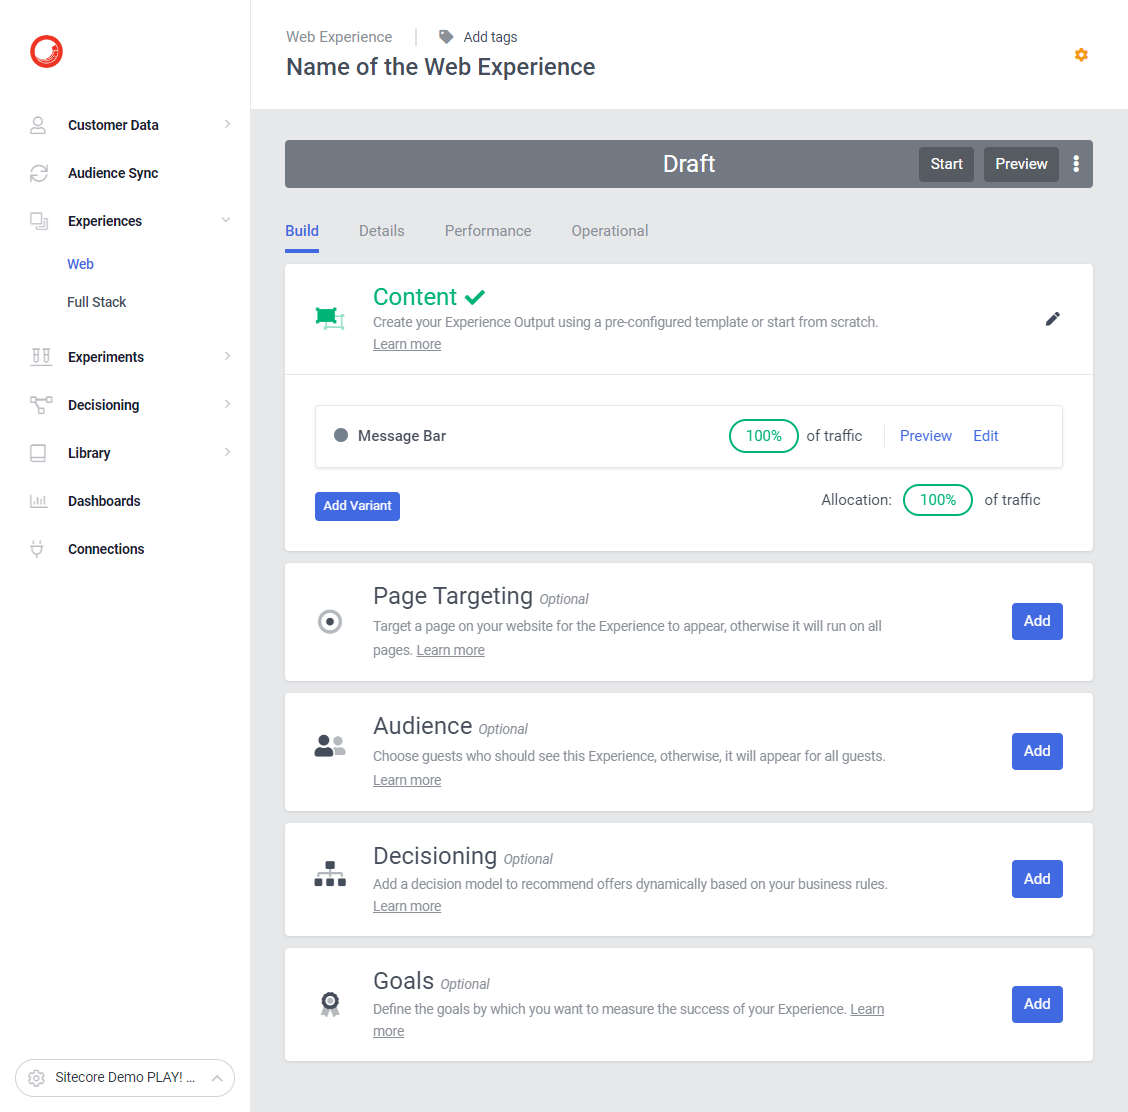 Web Experience
Add tags
Name of the Web Experience
Customer Data
Audience Sync
Experiences
Web
Full Stack
Experiments
Decisioning
Library
Dashboards
Connections
Sitecore Demo PLAY! ...
Draft
Start
Preview
Build
Details
Performance
Operational
Content
Create your Experience Output using a pre-configured template or start from scratch.
Learn more
Message Bar
100%
of traffic
Preview
Edit
Add Variant
Allocation:
100%
of traffic
Page Targeting Optional
Target a page on your website for the Experience to appear, otherwise it will run on all
pages. Learn more
Add
Audience Optional
Choose guests who should see this Experience, otherwise, it will appear for all guests.
Learn more
Add
Decisioning Optional
Add a decision model to recommend offers dynamically based on your business rules.
Learn more
Add
Goals Optional
Define the goals by which you want to measure the success of your Experience. Learn
more
Add